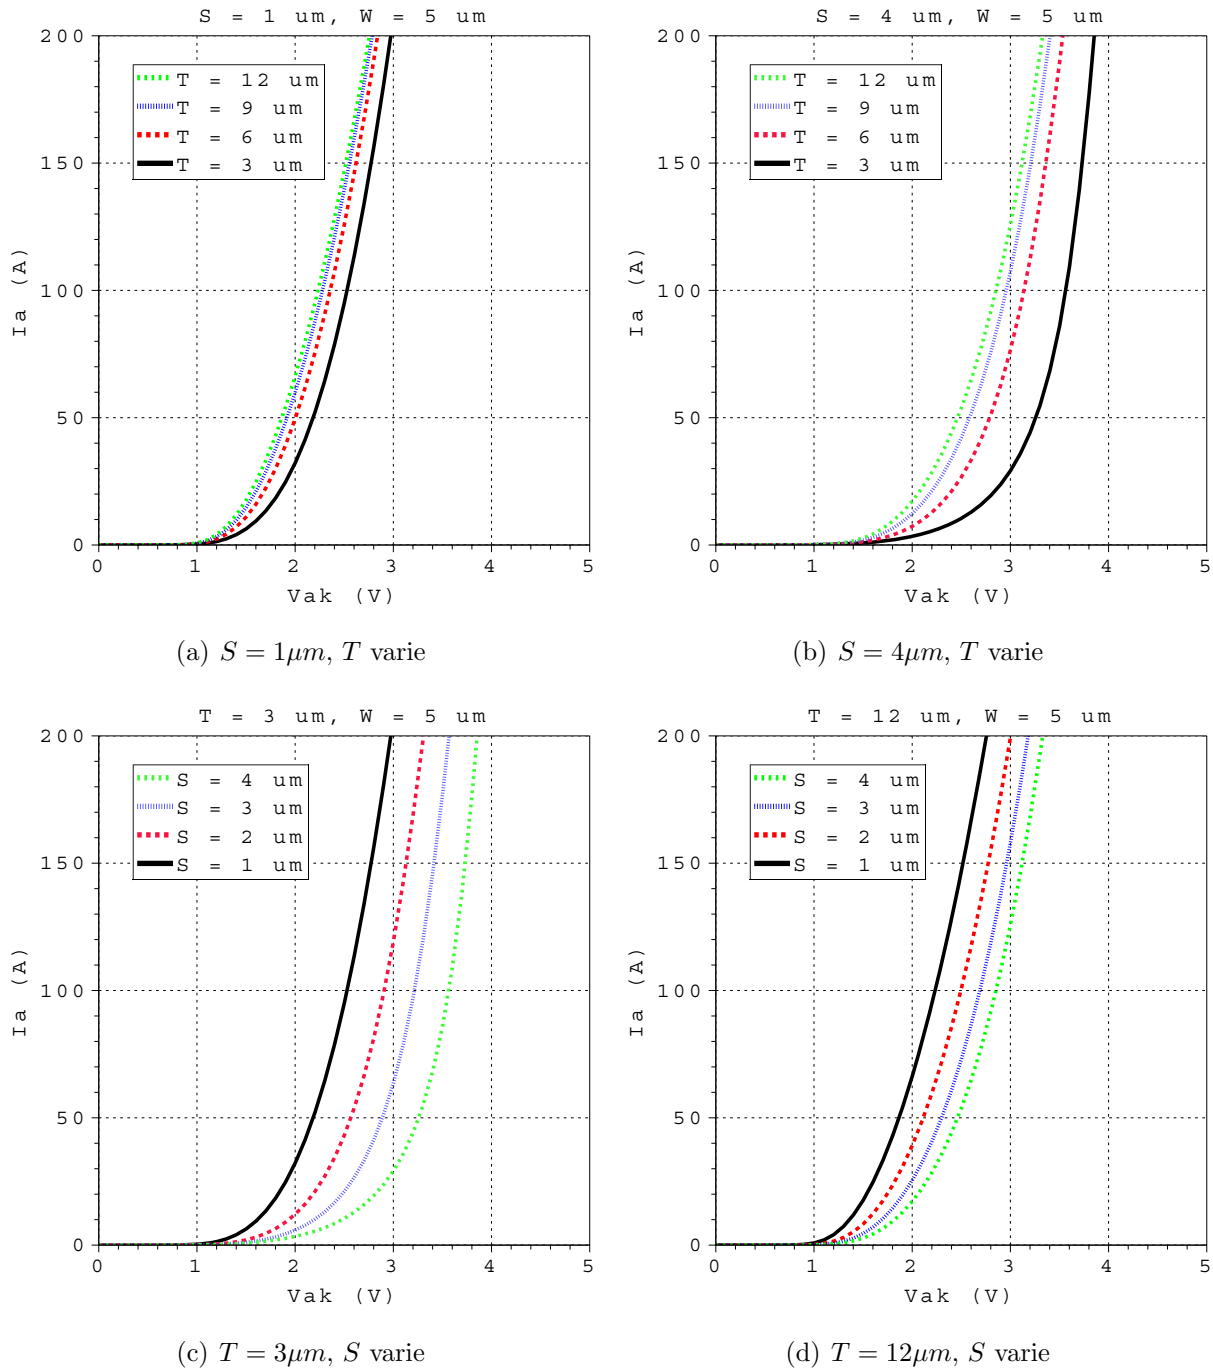 S = 1 um, W = 5 um
200
150
100
50
0
Ia (A)
T = 12 um
T = 9 um
T = 6 um
T = 3 um
0 1 2 3 4 5
Vak (V)
(a) S = 1μm, T varie
S = 4 um, W = 5 um
200
150
100
50
0
Ia (A)
T = 12 um
T = 9 um
T = 6 um
T = 3 um
0 1 2 3 4 5
Vak (V)
(b) S = 4μm, T varie
T = 3 um, W = 5 um
200
150
100
50
0
Ia (A)
S = 4 um
S = 3 um
S = 2 um
S = 1 um
0 1 2 3 4 5
Vak (V)
(c) T = 3μm, S varie
T = 12 um, W = 5 um
200
150
100
50
0
Ia (A)
S = 4 um
S = 3 um
S = 2 um
S = 1 um
0 1 2 3 4 5
Vak (V)
(d) T = 12μm, S varie